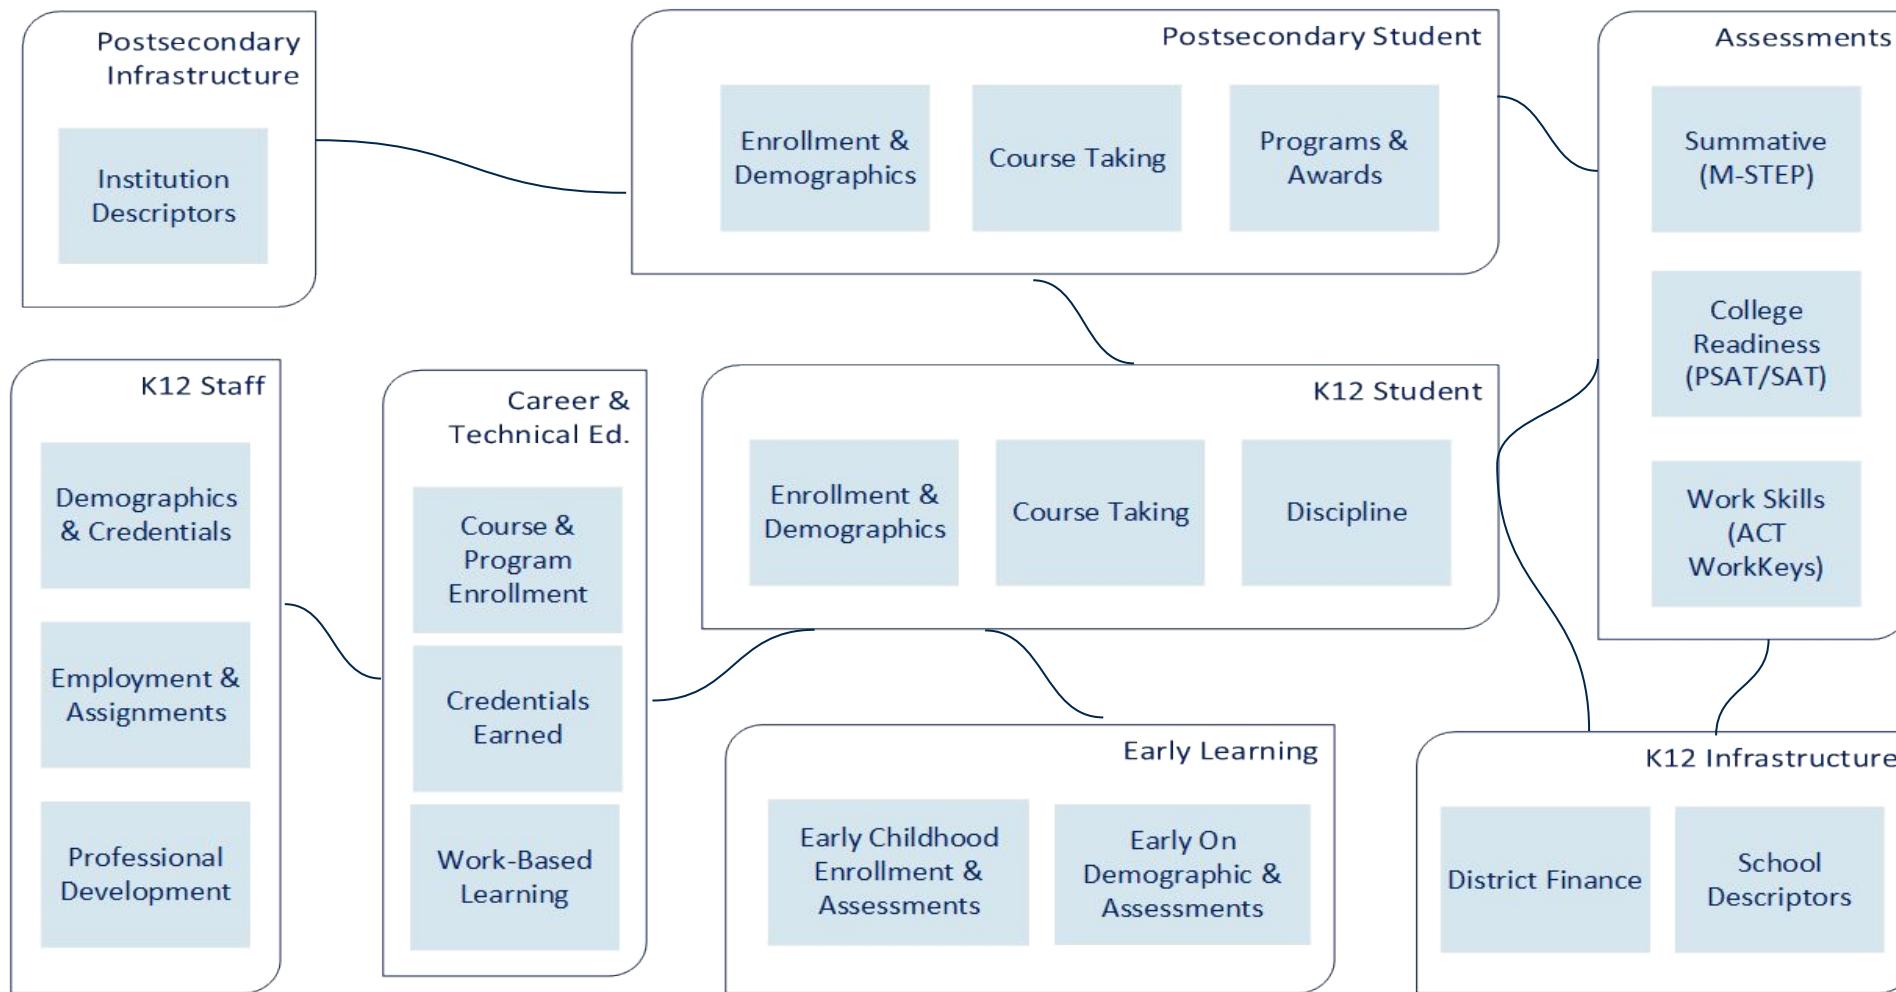 Postsecondary
Infrastructure
Institution
Descriptors
Postsecondary Student
Enrollment &
Demographics
Course Taking
Programs &
Awards
Assessments
Summative
(M-STEP)
College
Readiness
(PSAT/SAT)
Work Skills
(ACT
WorkKeys)
K12 Staff
Demographics
& Credentials
Employment &
Assignments
Professional
Development
Career &
Technical Ed.
Course &
Program
Enrollment
Credentials
Earned
Work-Based
Learning
K12 Student
Enrollment &
Demographics
Course Taking
Discipline
Early Learning
Early Childhood
Enrollment &
Assessments
Early On
Demographic &
Assessments
K12 Infrastructure
District Finance
School
Descriptors